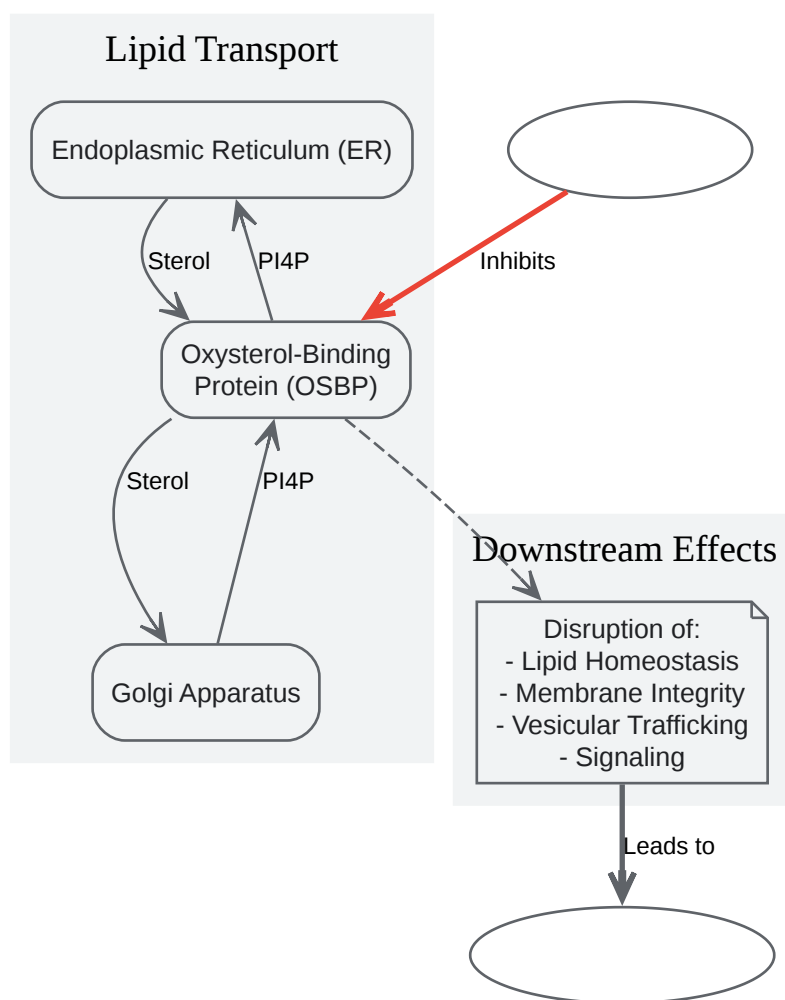 Lipid Transport
Endoplasmic Reticulum (ER)
Sterol
PI4P
Inhibits
Oxysterol-Binding
Protein (OSBP)
Sterol
PI4P
Downstream Effects
Disruption of:
- Lipid Homeostasis
- Membrane Integrity
- Vesicular Trafficking
- Signaling
Golgi Apparatus
Leads to